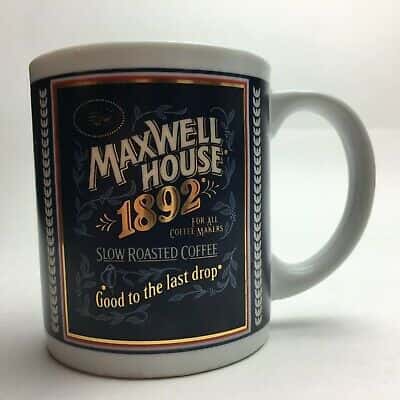 MAXWELL
HOUSE
1892
FOR ALL
COFFEE MAKERS
SLOW ROASTED COFFEE
"Good to the last drop"